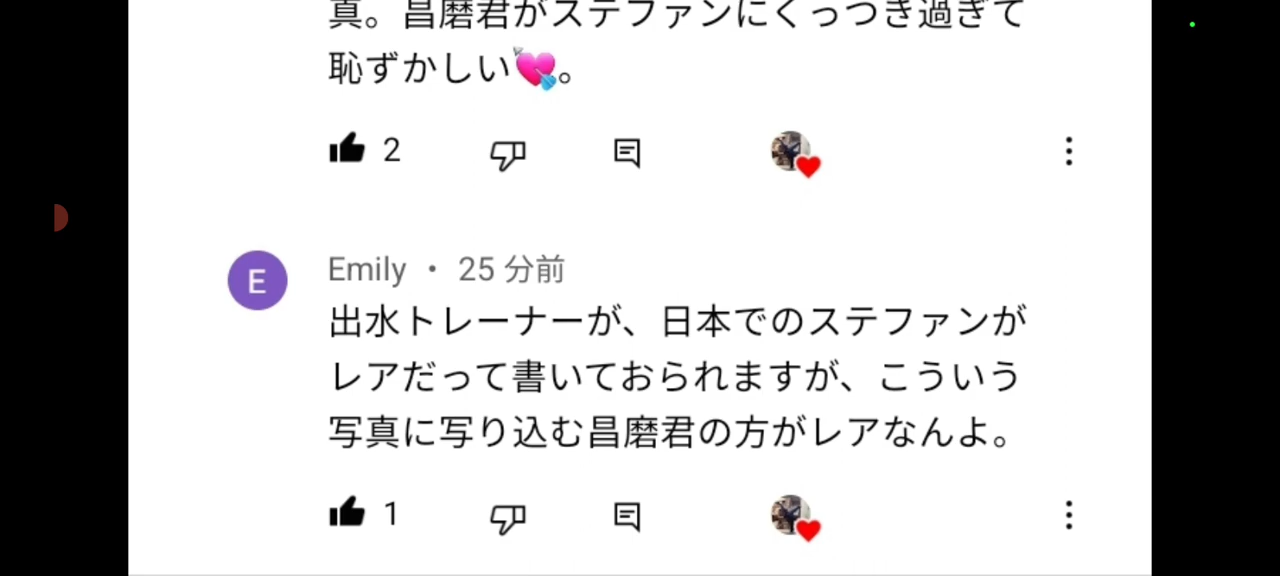 真。昌磨君がステファンにくっつき過ぎて
恥ずかしい💘。
2
E
Emily • 25 分前
出水トレーナーが、日本でのステファンが
レアだって書いておられますが、こういう
写真に写り込む昌磨君の方がレアなんよ。
1